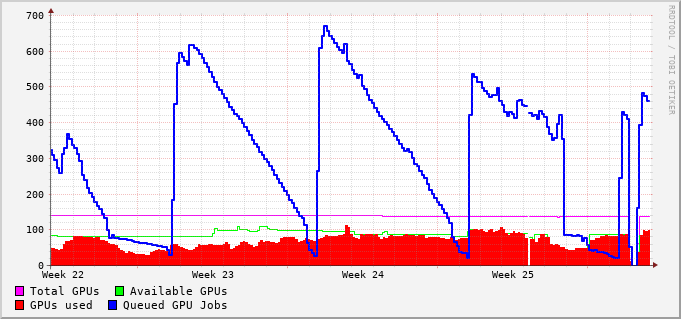 700
600
500
400
300
200
100
0
Week 22 Week 23 Week 24 Week 25
Total GPUs Available GPUs
GPUs used Queued GPU Jobs
RRDTOOL / TOBI OETIKER